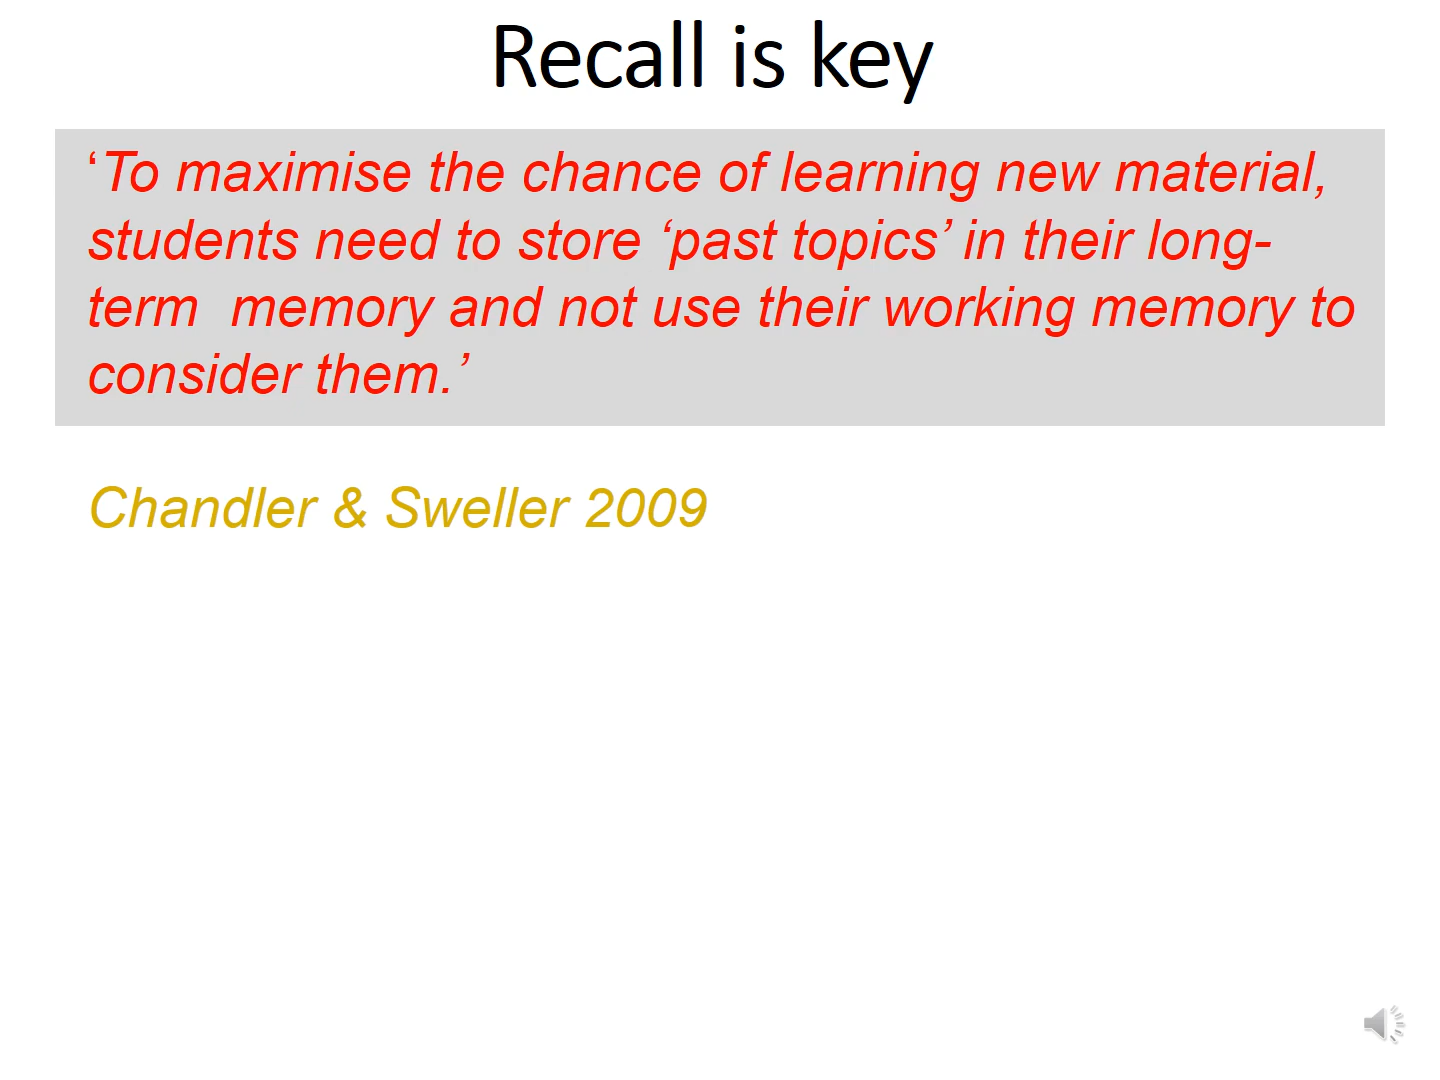 Recall is key
‘To maximise the chance of learning new material,
students need to store ‘past topics’ in their long-
term  memory and not use their working memory to
consider them.’
Chandler & Sweller 2009